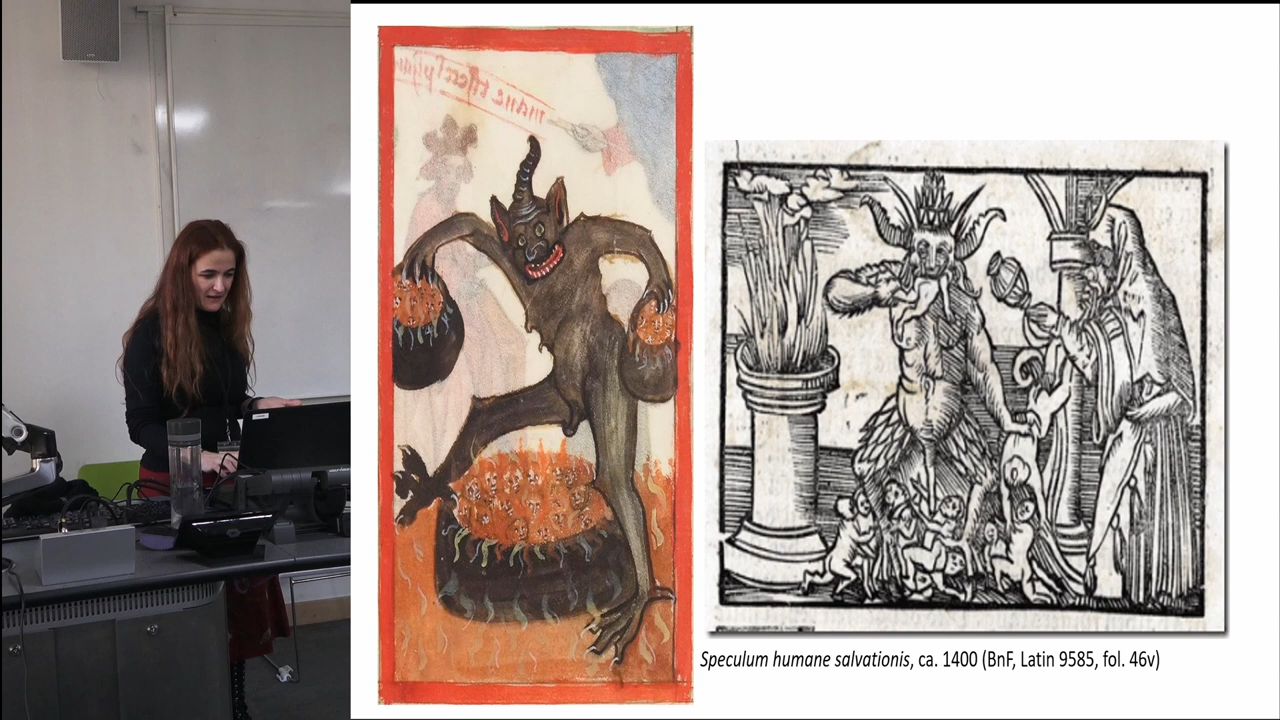 Speculum humane salvationis, ca. 1400 (BnF, Latin 9585, fol. 46v)